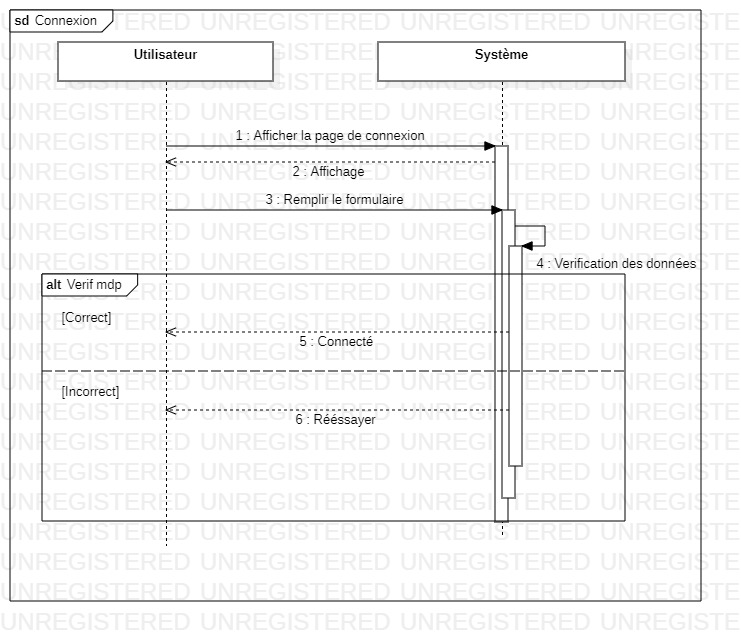 sd Connexion
Utilisateur
Système
1 : Afficher la page de connexion
2 : Affichage
3 : Remplir le formulaire
4 : Verification des données
alt Verif mdp
[Correct]
5 : Connecté
[Incorrect]
6 : Rééssayer
UNREGISTERED UNREGISTERED UNREGISTERED UNREGISTERED